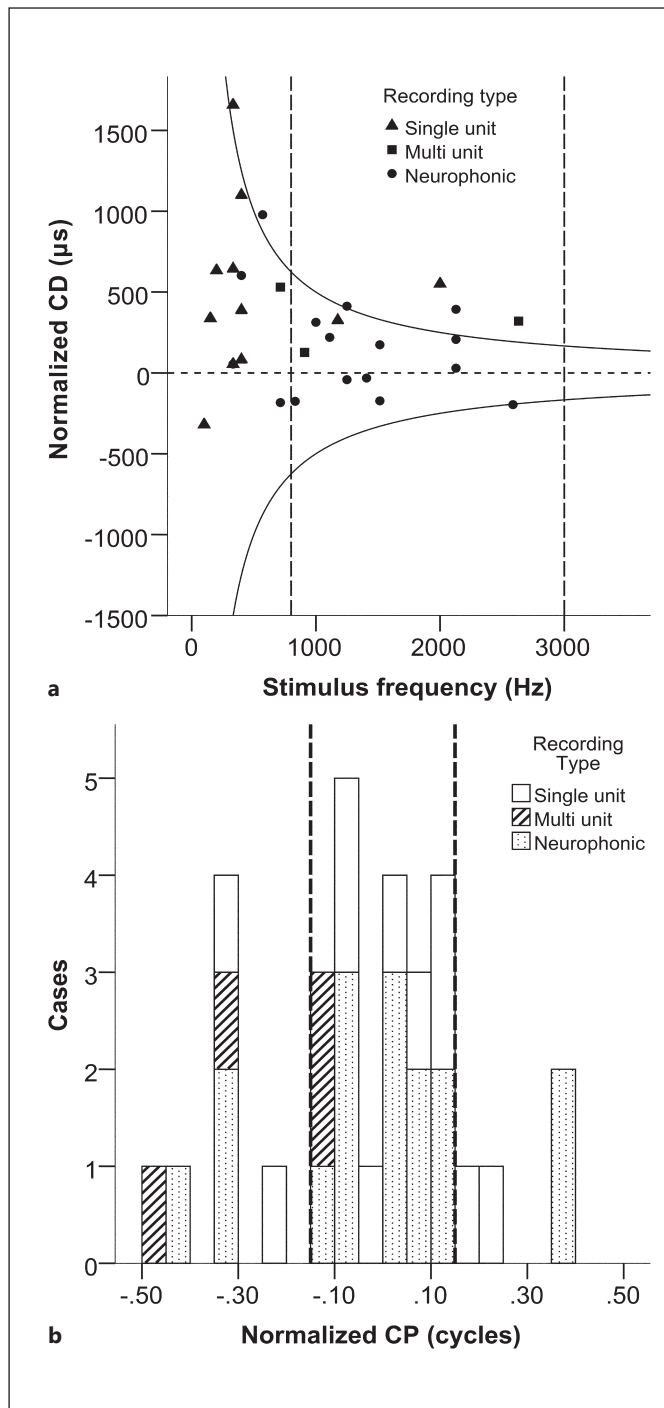 Recording type
Single unit
Multi unit
Neurophonic
1500
1000
500
0
-500
-1000
-1500
Normalized CD (µs)
0 1000 2000 3000
Stimulus frequency (Hz)
a
Recording
Type
Single unit
Multi unit
Neurophonic
5
4
3
2
1
0
Cases
-.50 -.30 -.10 .10 .30 .50
Normalized CP (cycles)
b